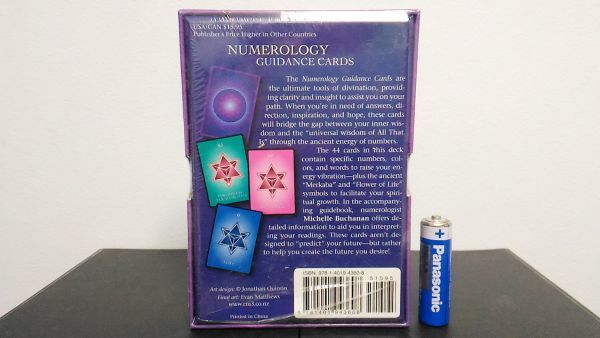 USA/CAN $15.95
Publisher's Price Higher in Other Countries
NUMEROLOGY
GUIDANCE CARDS
The Numerology Guidance Cards are
the ultimate tools of divination, provid-
ing clarity and insight to assist you on your
path. When you're in need of answers, di-
rection, inspiration, and hope, these cards
will bridge the gap between your inner wis-
dom and the "universal wisdom of All That
Is" through the ancient energy of numbers.
The 44 cards in this deck
contain specific numbers, col-
ors, and words to raise your en-
ergy vibration—plus the ancient
"Merkaba" and "Flower of Life"
symbols to facilitate your spiri-
tual growth. In the accompany-
ing guidebook, numerologist
Michelle Buchanan offers de-
tailed information to aid you in interpret-
ing your readings. These cards aren't de-
signed to "predict" your future—but rather
to help you create the future you desire!
Art design: © Jonathan Quintin
Final art: Evan Matthews
Printed in China
51595
+
Panasonic